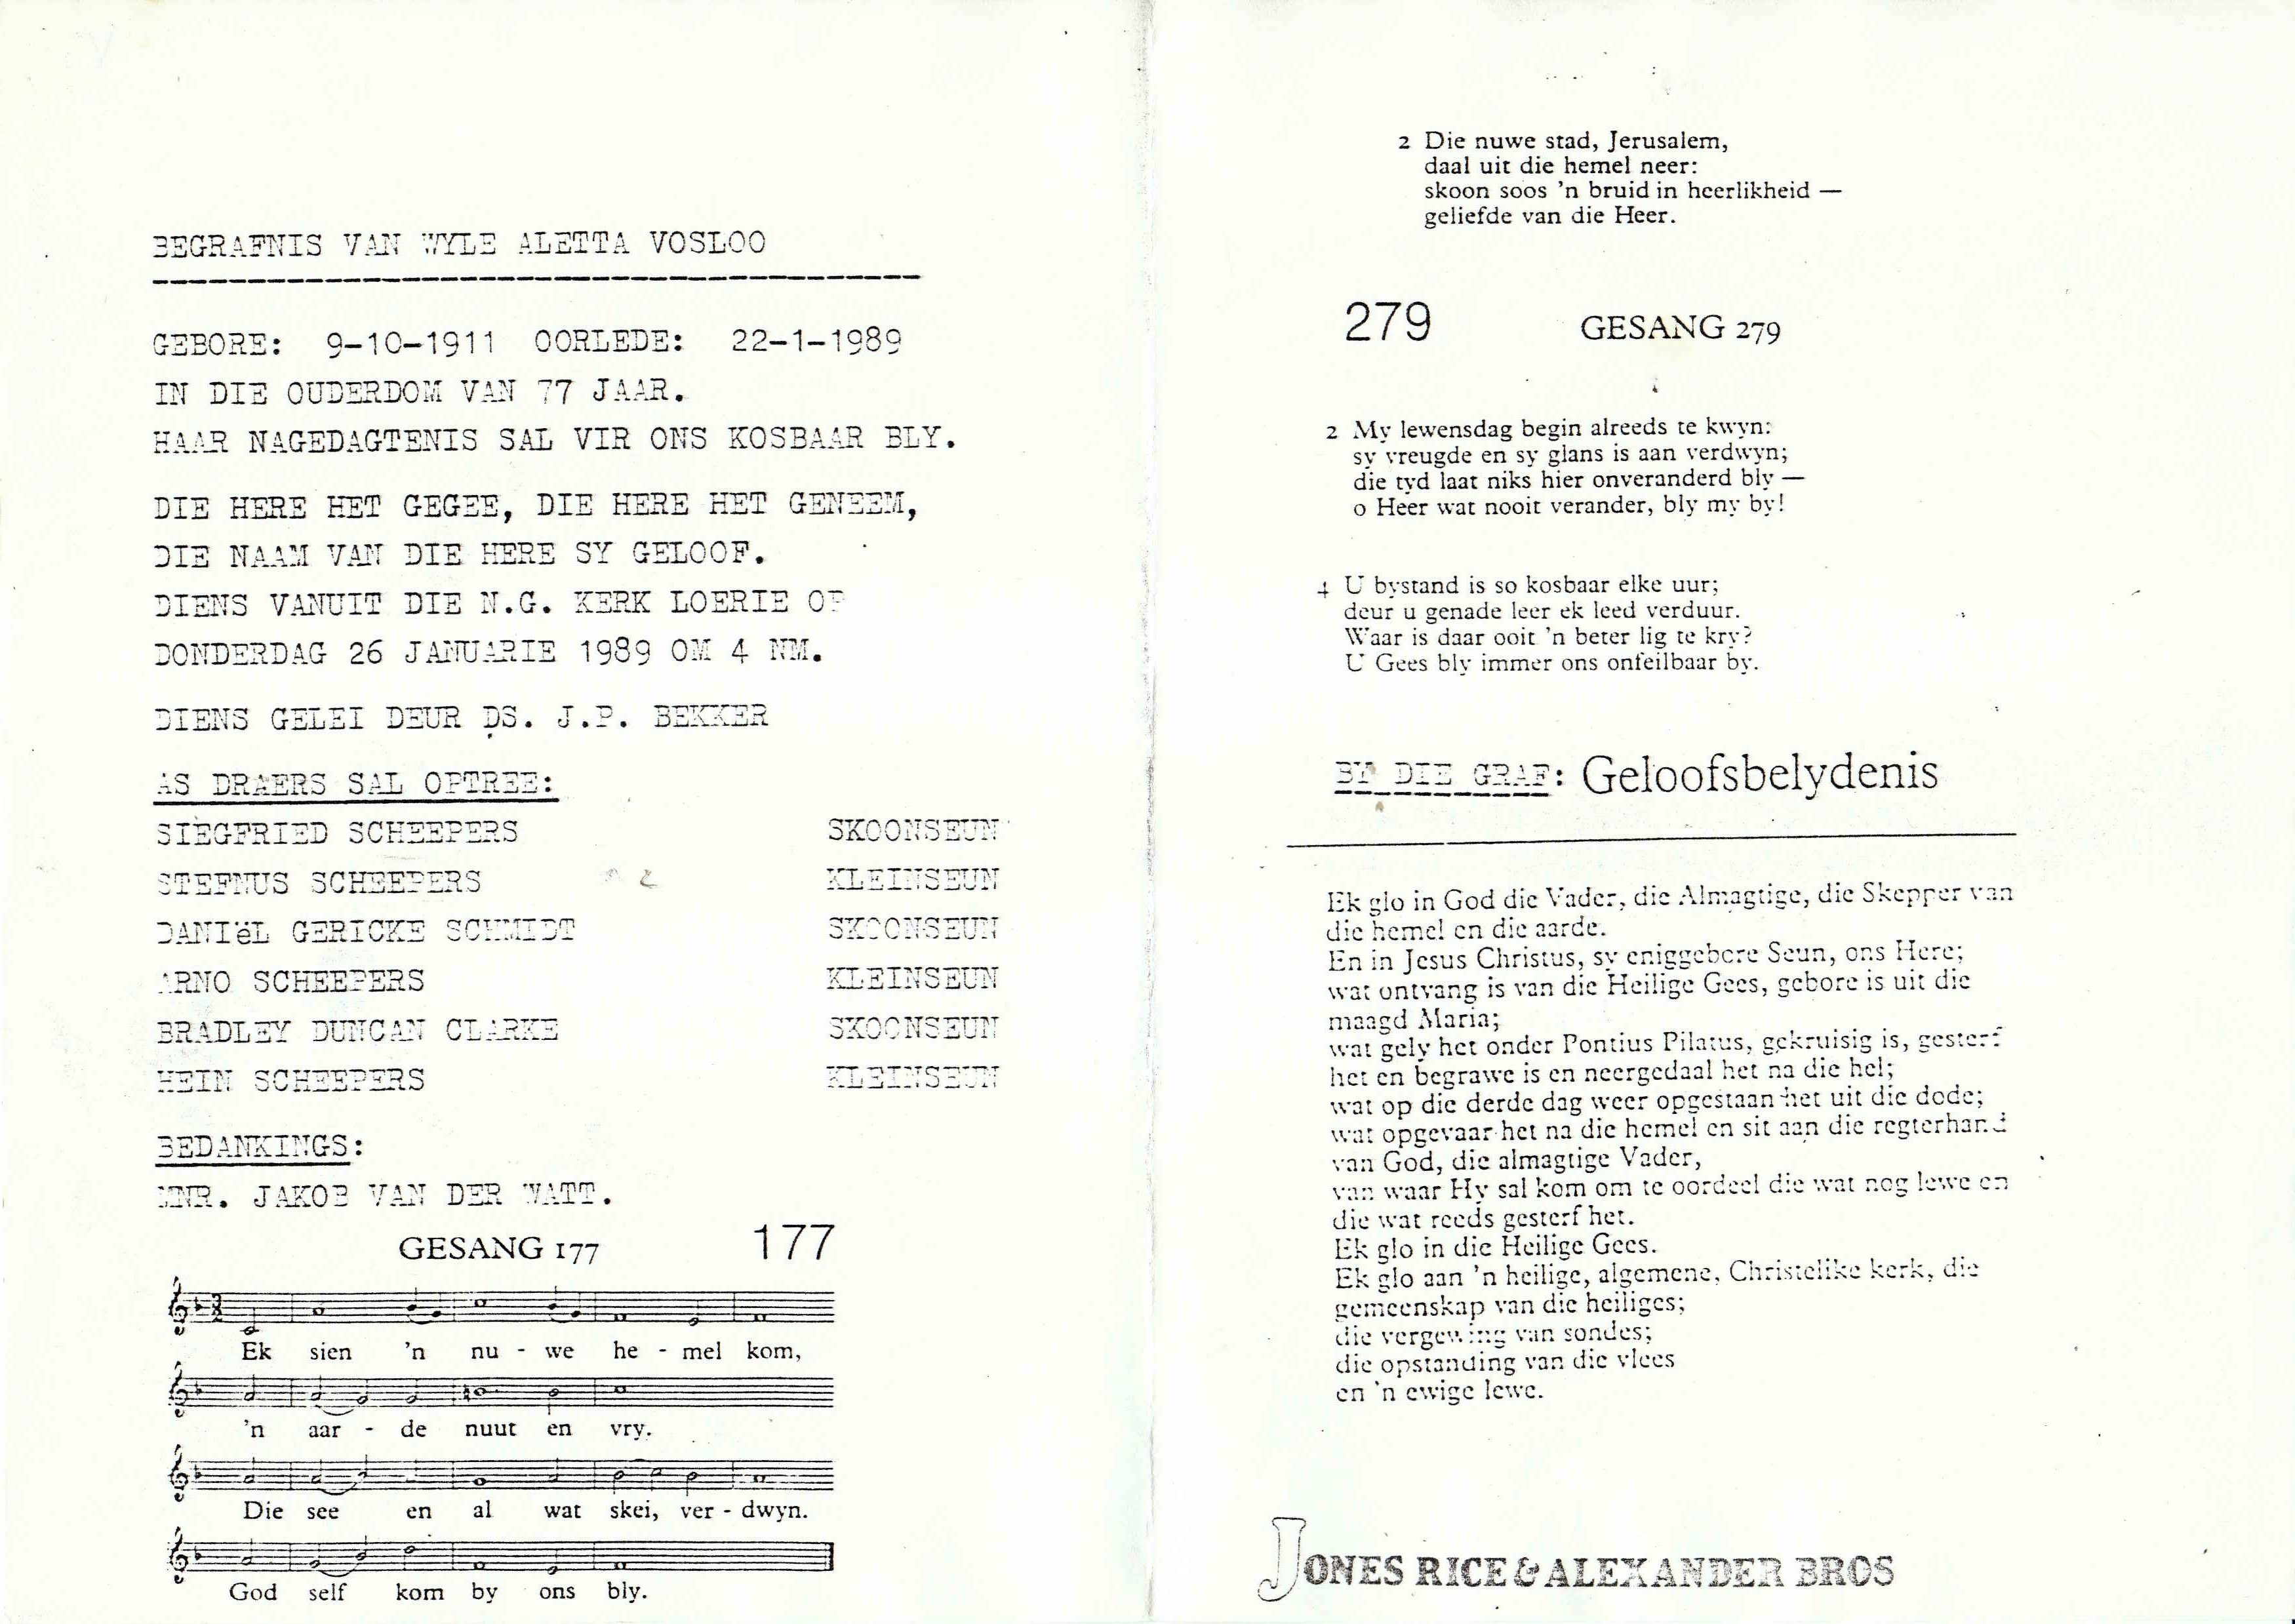 BEGRAFNIS VAN WYLE ALETTA VOSLOO
GEBORE: 9-10-1911 OORLEDE: 22-1-1989
IN DIE OUDERDOM VAN 77 JAAR.
HAAR NAGEDAGTENIS SAL VIR ONS KOSBAAR BLY.
DIE HERE HET GEGEE, DIE HERE HET GENEEM,
DIE NAAM VAN DIE HERE SY GELOOF.
DIENS VANUIT DIE N.G. KERK LOERIE OP
DONDERDAG 26 JANUARIE 1989 OM 4 NM.
DIENS GELEI DEUR DS. J.P. BEKKER
AS DRAERS SAL OPTREE:
SIEGFRIED SCHEEPERS SKOONSEUN
STEFNUS SCHEEPERS KLEINSEUN
DANIëL GERICKE SCHMIDT SKOONSEUN
ARNO SCHEEPERS KLEINSEUN
BRADLEY DUNCAN CLARKE SKOONSEUN
HEIN SCHEEPERS KLEINSEUN
BEDANKINGS:
MNR. JAKOB VAN DER WATT.
GESANG 177 177
Ek sien 'n nu - we he - mel kom,
'n aar - de nuut en vry.
Die see en al wat skei, ver - dwyn.
God self kom by ons bly.
2 Die nuwe stad, Jerusalem,
daal uit die hemel neer:
skoon soos 'n bruid in heerlikheid —
geliefde van die Heer.
279 GESANG 279
2 My lewensdag begin alreeds te kwyn:
sy vreugde en sy glans is aan verdwyn;
die tyd laat niks hier onveranderd bly —
o Heer wat nooit verander, bly my by!
4 U bystand is so kosbaar elke uur;
deur u genade leer ek leed verduur.
Waar is daar ooit 'n beter lig te kry?
U Gees bly immer ons onfeilbaar by.
BY DIE GRAF: Geloofsbelydenis
Ek glo in God die Vader, die Almagtige, die Skepper van
die hemel en die aarde.
En in Jesus Christus, sy eniggebore Seun, ons Here;
wat ontvang is van die Heilige Gees, gebore is uit die
maagd Maria;
wat gely het onder Pontius Pilatus, gekruisig is, gesterf
het en begrawe is en neergedaal het na die hel;
wat op die derde dag weer opgestaan het uit die dode;
wat opgevaar het na die hemel en sit aan die regterhand
van God, die almagtige Vader,
van waar Hy sal kom om te oordeel die wat nog lewe en
die wat reeds gesterf het.
Ek glo in die Heilige Gees.
Ek glo aan 'n heilige, algemene, Christelike kerk, die
gemeenskap van die heiliges;
die vergewing van sondes;
die opstanding van die vlees
en 'n ewige lewe.
JONES RICE & ALEXANDER BROS